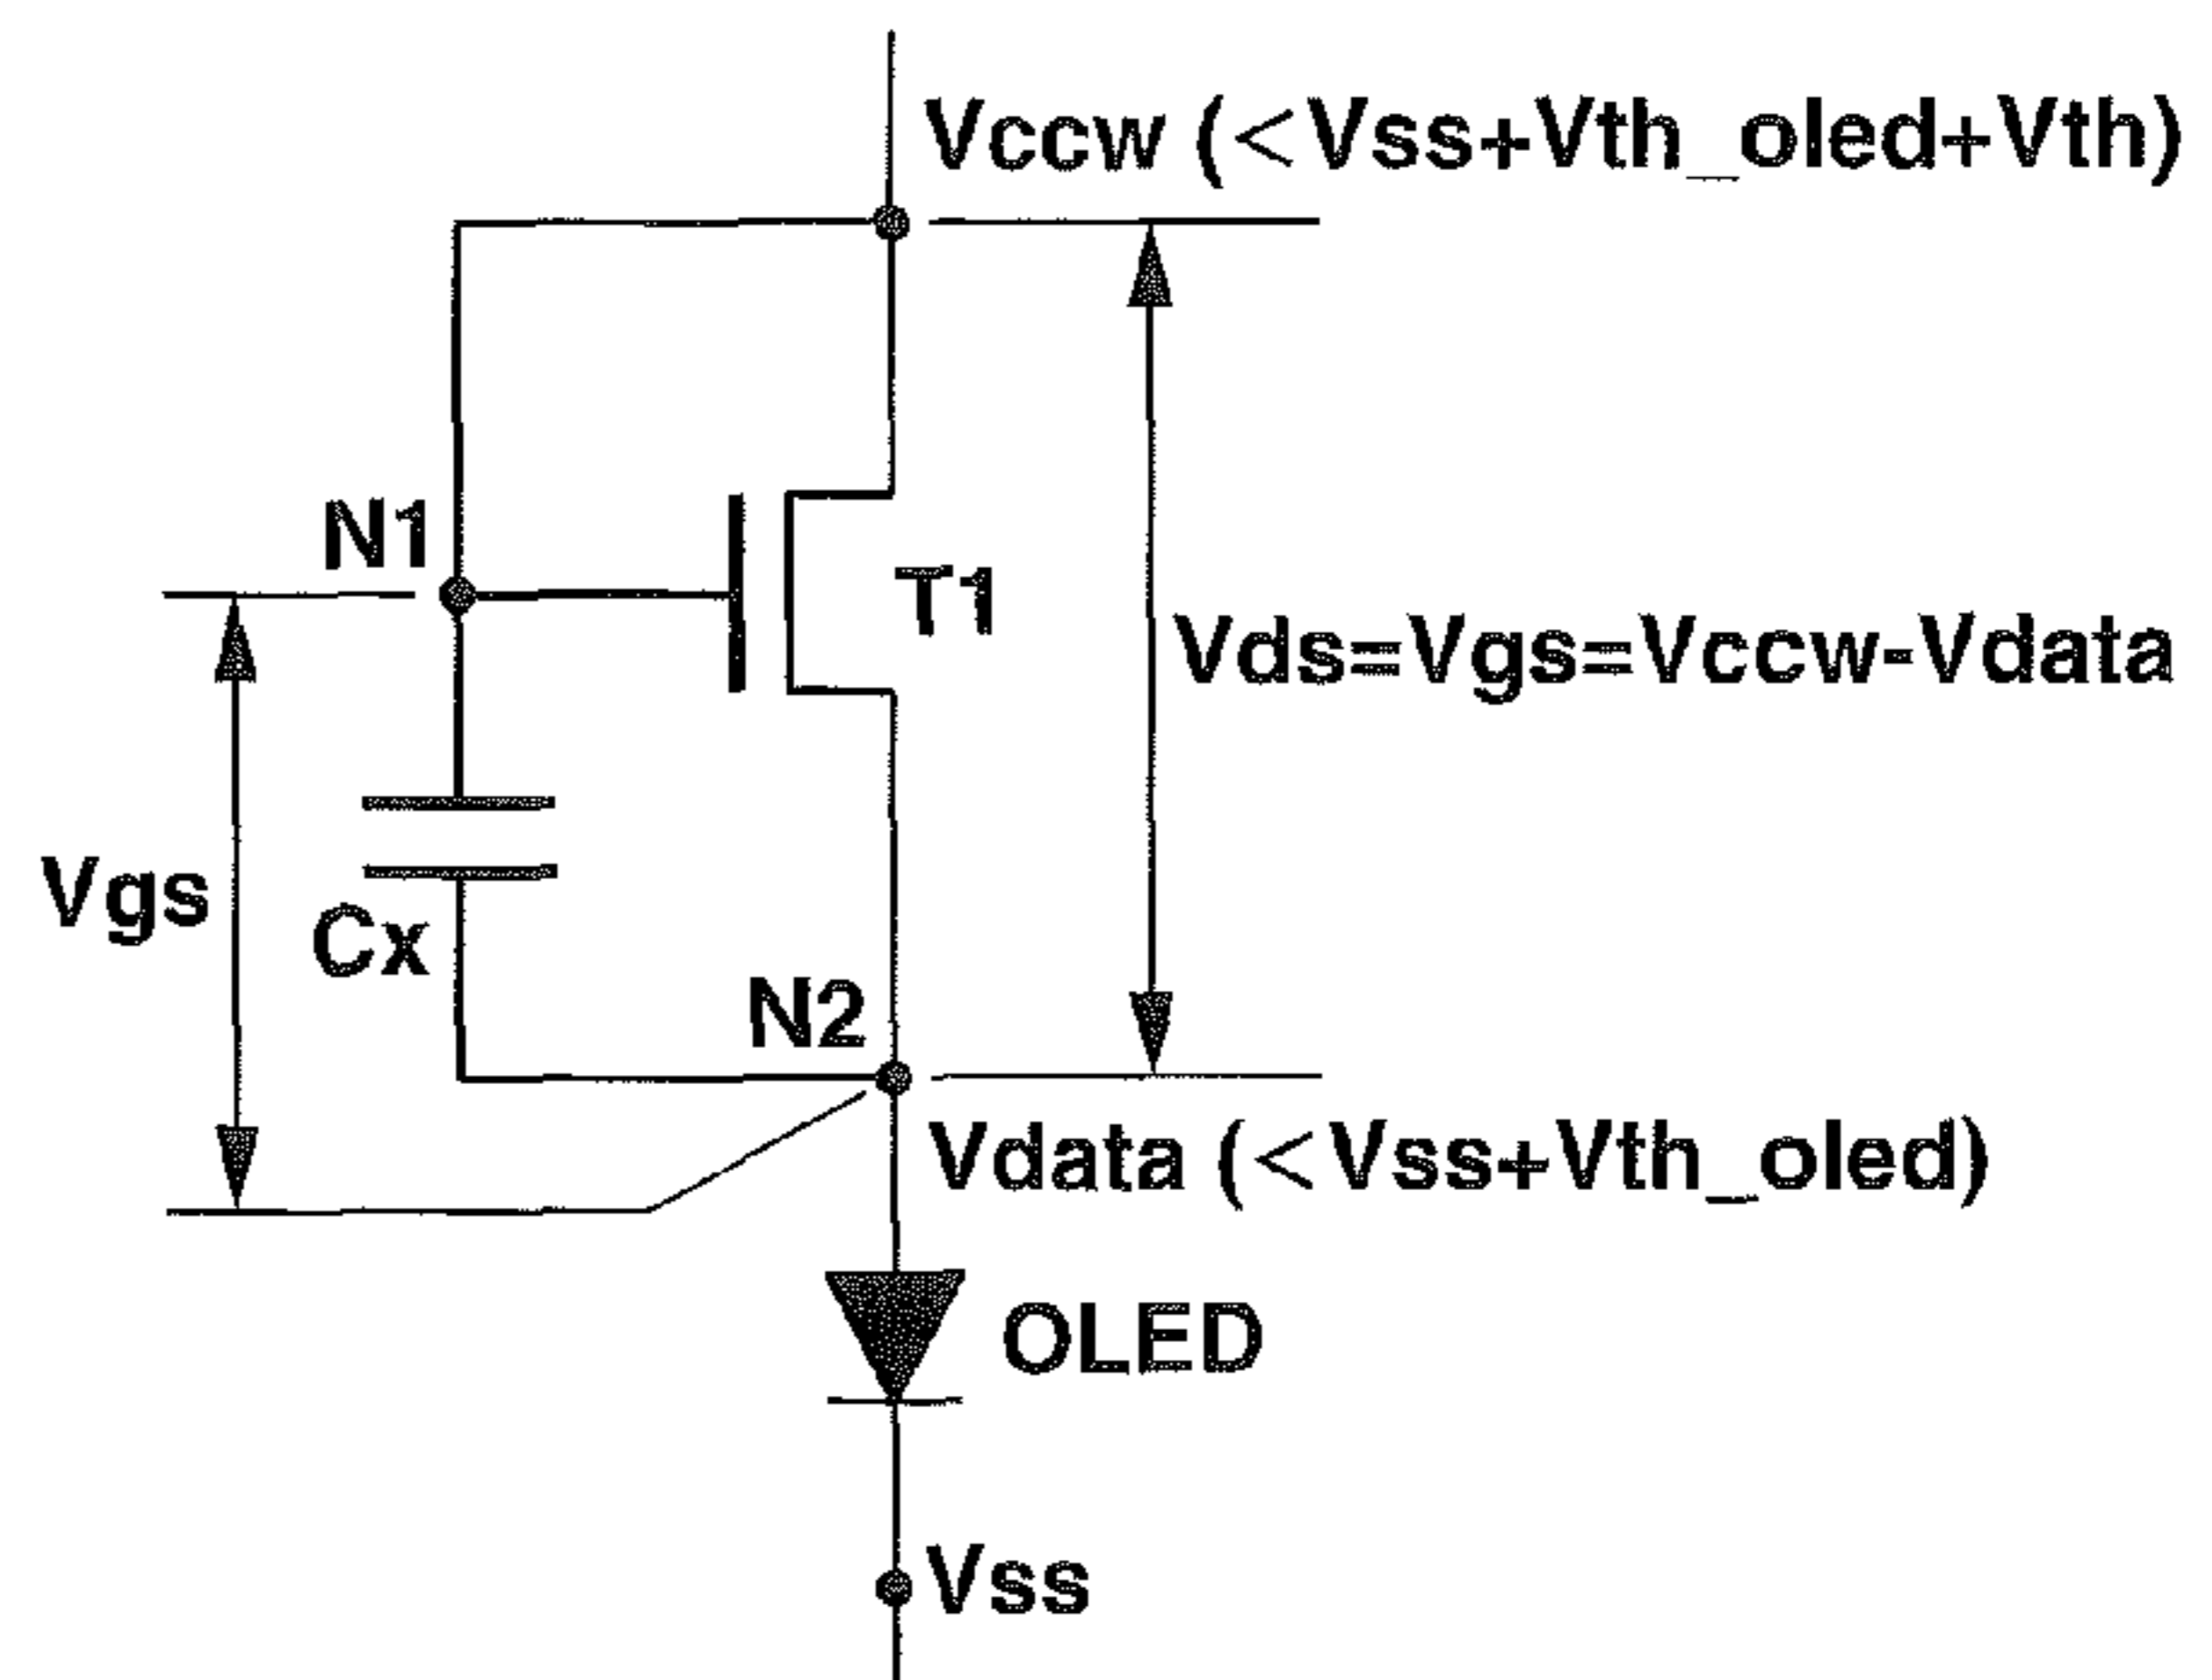 Vccw (<Vss+Vth_oled+Vth)
N1
T1
Vds=Vgs=Vccw-Vdata
Vgs
Cx
N2
Vdata (<Vss+Vth_oled)
OLED
Vss